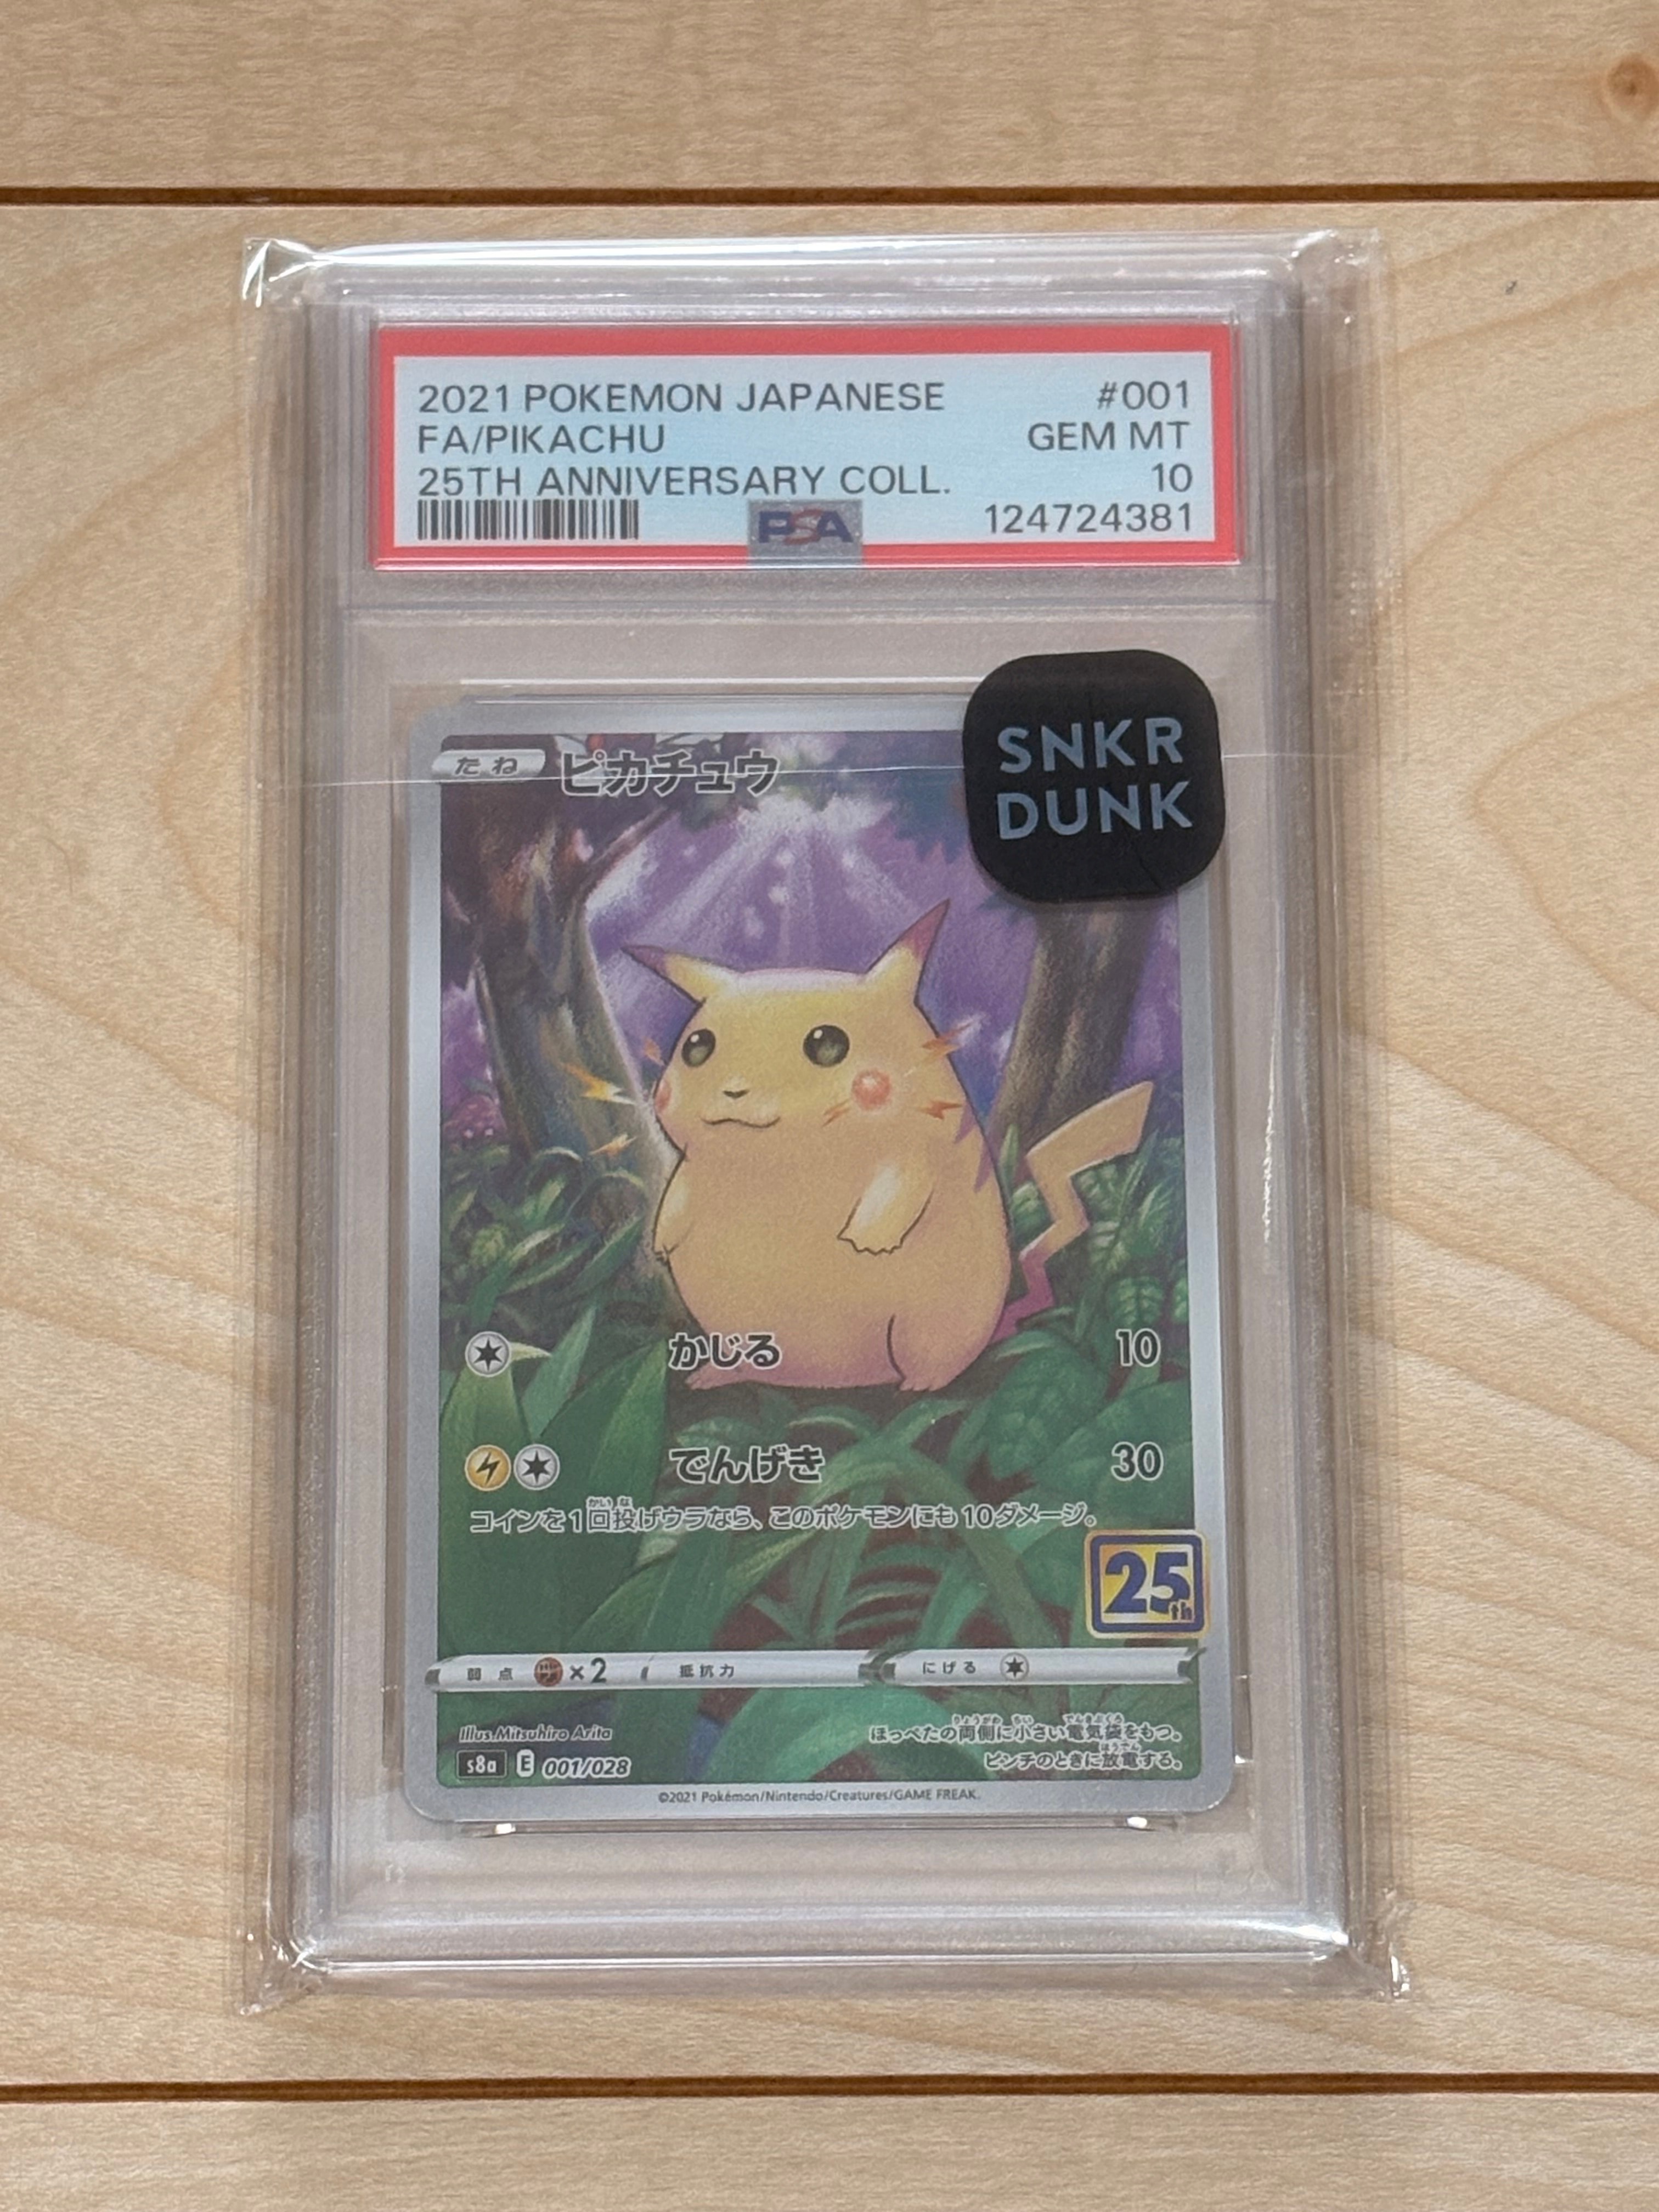 2021 POKEMON JAPANESE #001
FA/PIKACHU GEM MT
25TH ANNIVERSARY COLL. 10
PSA 124724381
SNKR
DUNK
たね ピカチュウ
かじる 10
でんげき 30
コインを1回投げウラなら、このポケモンにも10ダメージ。
25th
弱点 ×2 抵抗力 にげる
Illus. Mitsuhiro Arita
ほっぺたの両側に小さい電気袋をもつ。
ピンチのときに放電する。
s8a E 001/028
©2021 Pokémon/Nintendo/Creatures/GAME FREAK.